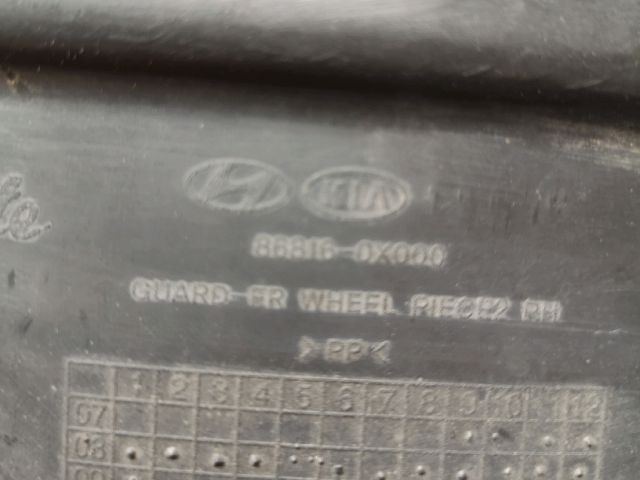 KIA
86816-0X000
GUARD-FR WHEEL PIECE2 RH
>PP<
1 2 3 4 5 6 7 8 9 10 11 12
07
08
09